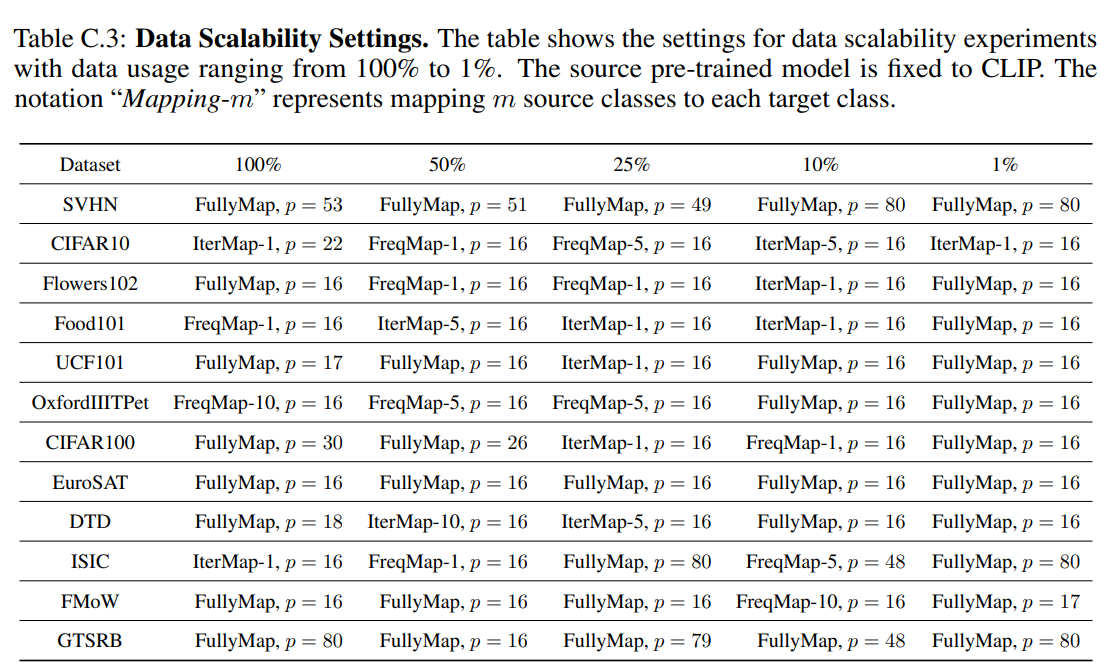 Table C.3: Data Scalability Settings. The table shows the settings for data scalability experiments
with data usage ranging from 100% to 1%. The source pre-trained model is fixed to CLIP. The
notation “Mapping-m” represents mapping m source classes to each target class.
Dataset 100% 50% 25% 10% 1%
SVHN FullyMap, p = 53 FullyMap, p = 51 FullyMap, p = 49 FullyMap, p = 80 FullyMap, p = 80
CIFAR10 IterMap-1, p = 22 FreqMap-1, p = 16 FreqMap-5, p = 16 IterMap-5, p = 16 IterMap-1, p = 16
Flowers102 FullyMap, p = 16 FreqMap-1, p = 16 FreqMap-1, p = 16 IterMap-1, p = 16 FullyMap, p = 16
Food101 FreqMap-1, p = 16 IterMap-5, p = 16 IterMap-1, p = 16 IterMap-1, p = 16 FullyMap, p = 16
UCF101 FullyMap, p = 17 FullyMap, p = 16 IterMap-1, p = 16 FullyMap, p = 16 FullyMap, p = 16
OxfordIIITPet FreqMap-10, p = 16 FreqMap-5, p = 16 FreqMap-5, p = 16 FullyMap, p = 16 FullyMap, p = 16
CIFAR100 FullyMap, p = 30 FullyMap, p = 26 IterMap-1, p = 16 FreqMap-1, p = 16 FullyMap, p = 16
EuroSAT FullyMap, p = 16 FullyMap, p = 16 FullyMap, p = 16 FullyMap, p = 16 FullyMap, p = 16
DTD FullyMap, p = 18 IterMap-10, p = 16 IterMap-5, p = 16 FullyMap, p = 16 FullyMap, p = 16
ISIC IterMap-1, p = 16 FreqMap-1, p = 16 FullyMap, p = 80 FreqMap-5, p = 48 FullyMap, p = 80
FMoW FullyMap, p = 16 FullyMap, p = 16 FullyMap, p = 16 FreqMap-10, p = 16 FullyMap, p = 17
GTSRB FullyMap, p = 80 FullyMap, p = 16 FullyMap, p = 79 FullyMap, p = 48 FullyMap, p = 80